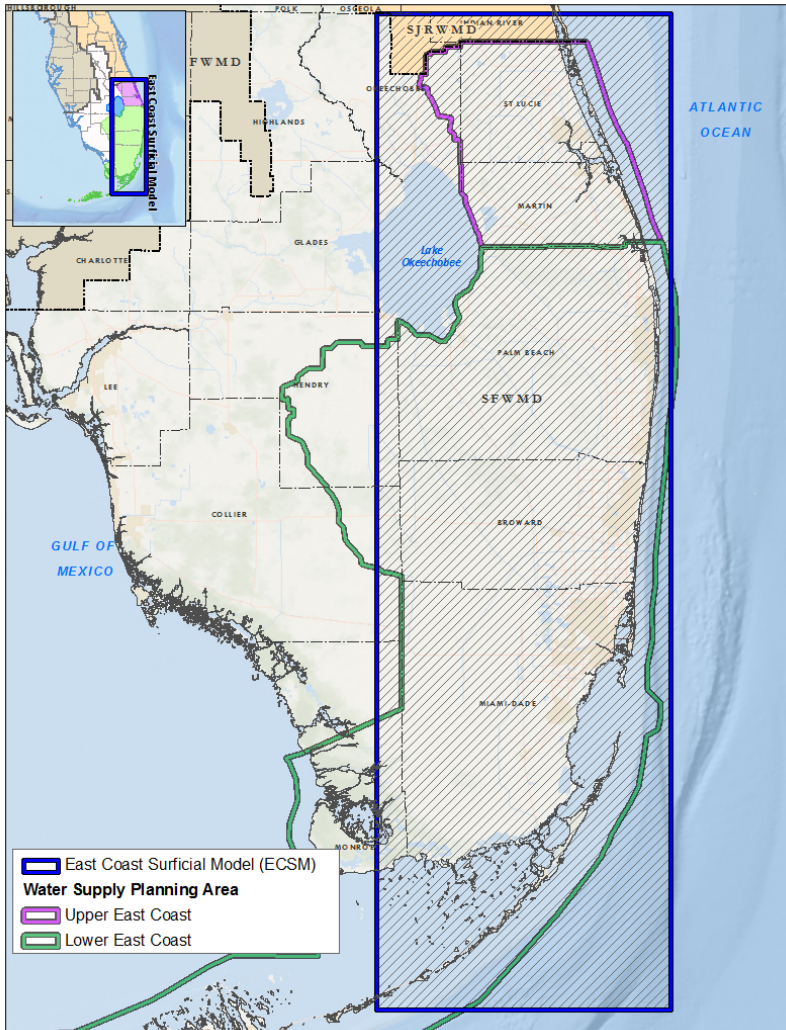 HILLSBOROUGH
POLK
OSCEOLA
INDIAN RIVER
SJRWMD
FWMD
OKEECHOBEE
ST LUCIE
HIGHLANDS
ATLANTIC
OCEAN
East Coast Surficial Model
MARTIN
GLADES
Lake
Okeechobee
CHARLOTTE
PALM BEACH
LEE
HENDRY
SFWMD
COLLIER
BROWARD
GULF OF
MEXICO
MIAMI-DADE
MONROE
East Coast Surficial Model (ECSM)
Water Supply Planning Area
Upper East Coast
Lower East Coast